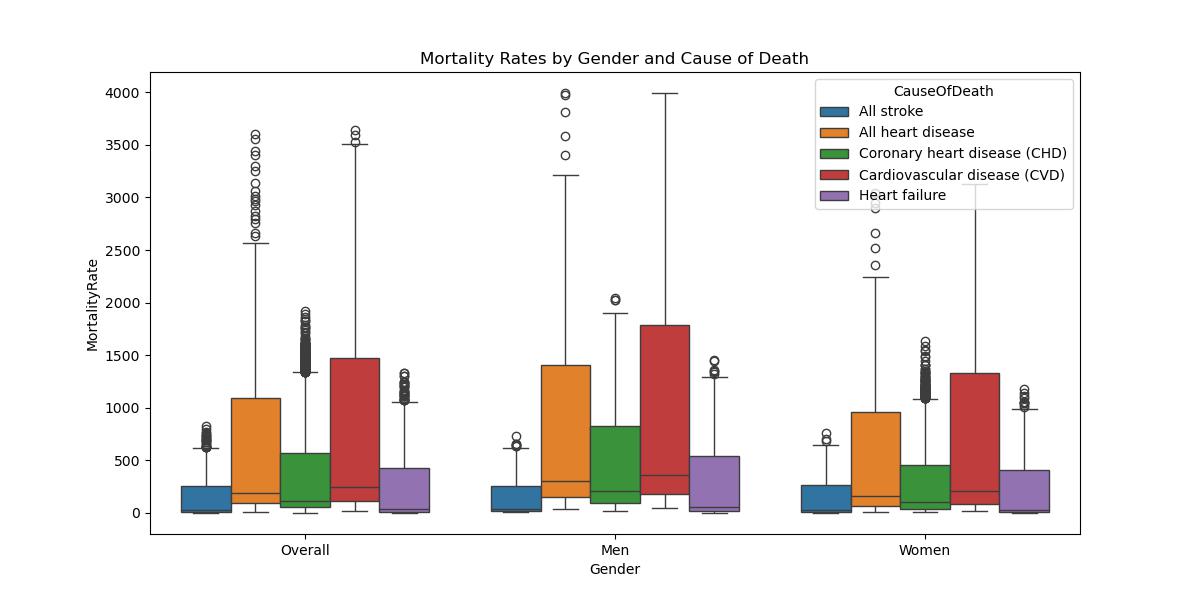 Mortality Rates by Gender and Cause of Death
MortalityRate
4000
3500
3000
2500
2000
1500
1000
500
0
CauseOfDeath
All stroke
All heart disease
Coronary heart disease (CHD)
Cardiovascular disease (CVD)
Heart failure
Overall
Men
Women
Gender